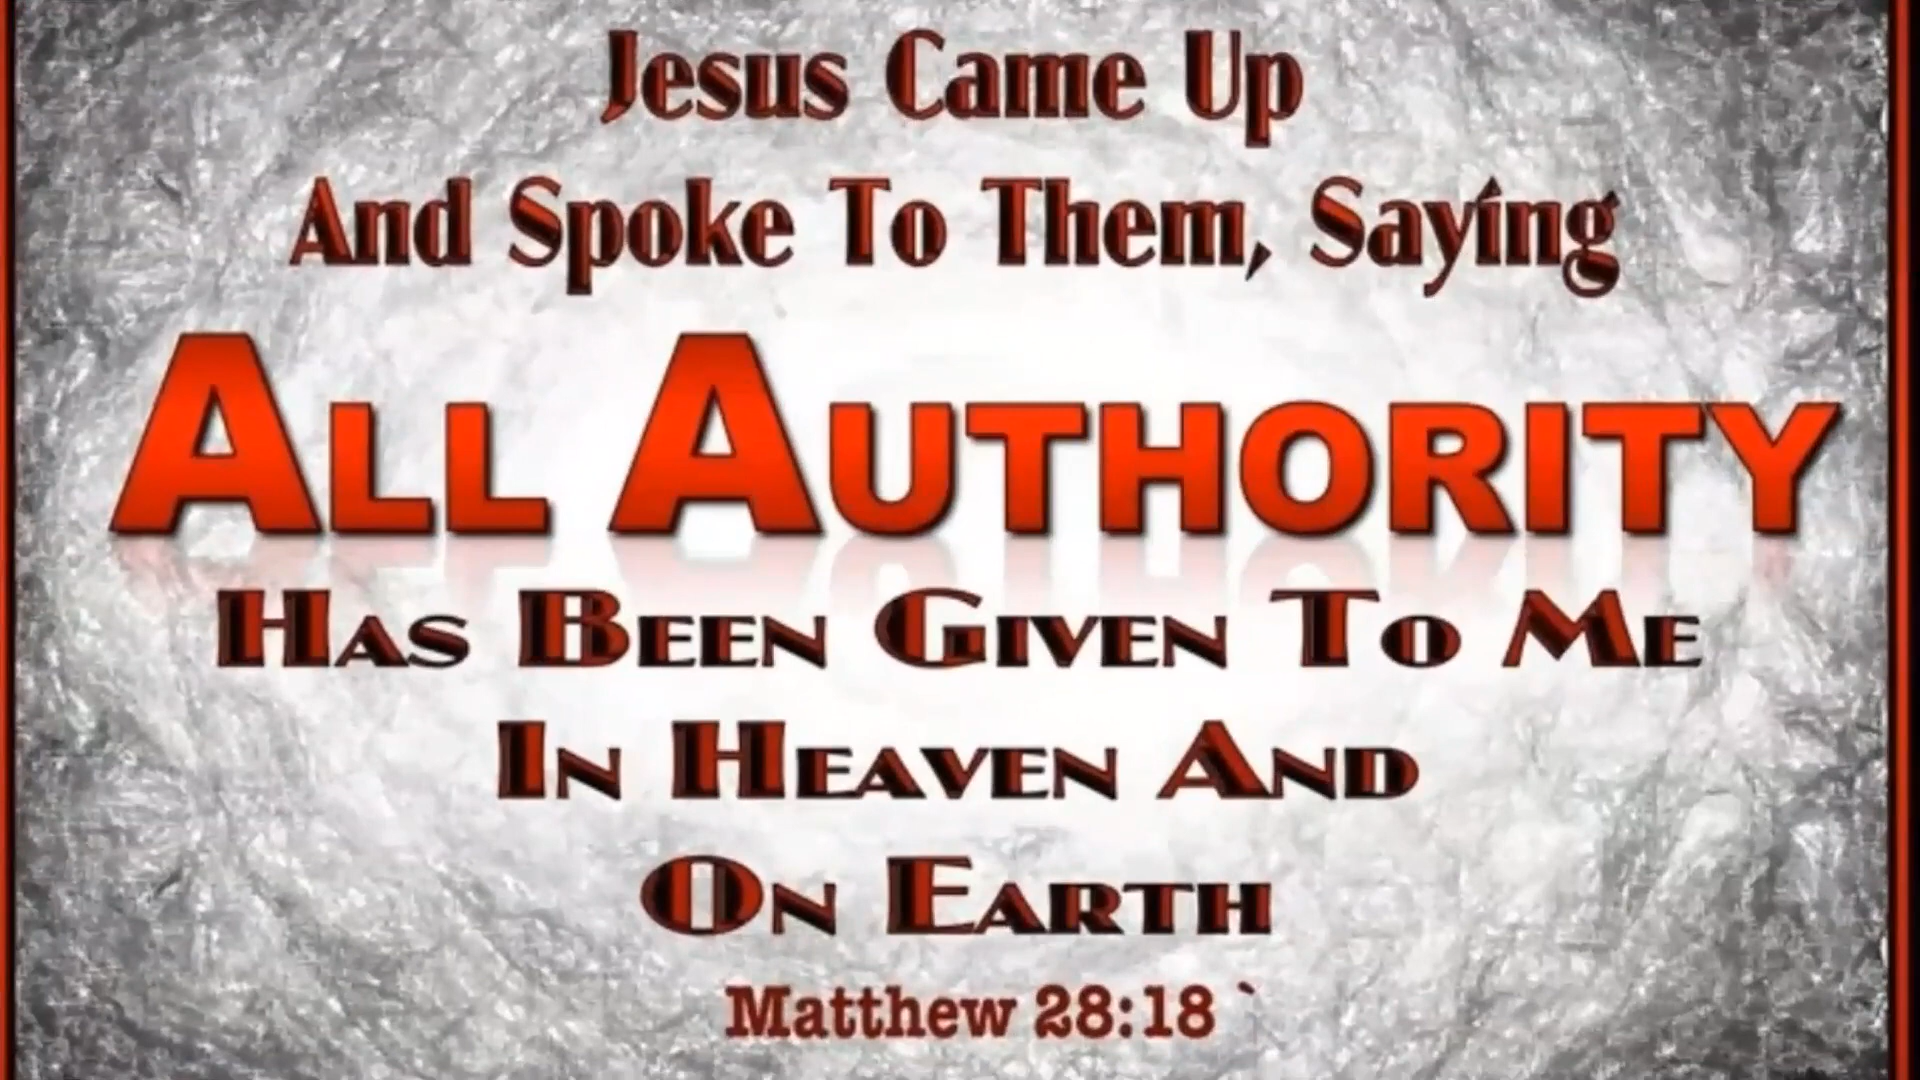 Jesus Came Up
And Spoke To Them, Saying
ALL AUTHORITY
HAS BEEN GIVEN TO ME
IN HEAVEN AND
ON EARTH
Matthew 28:18 `